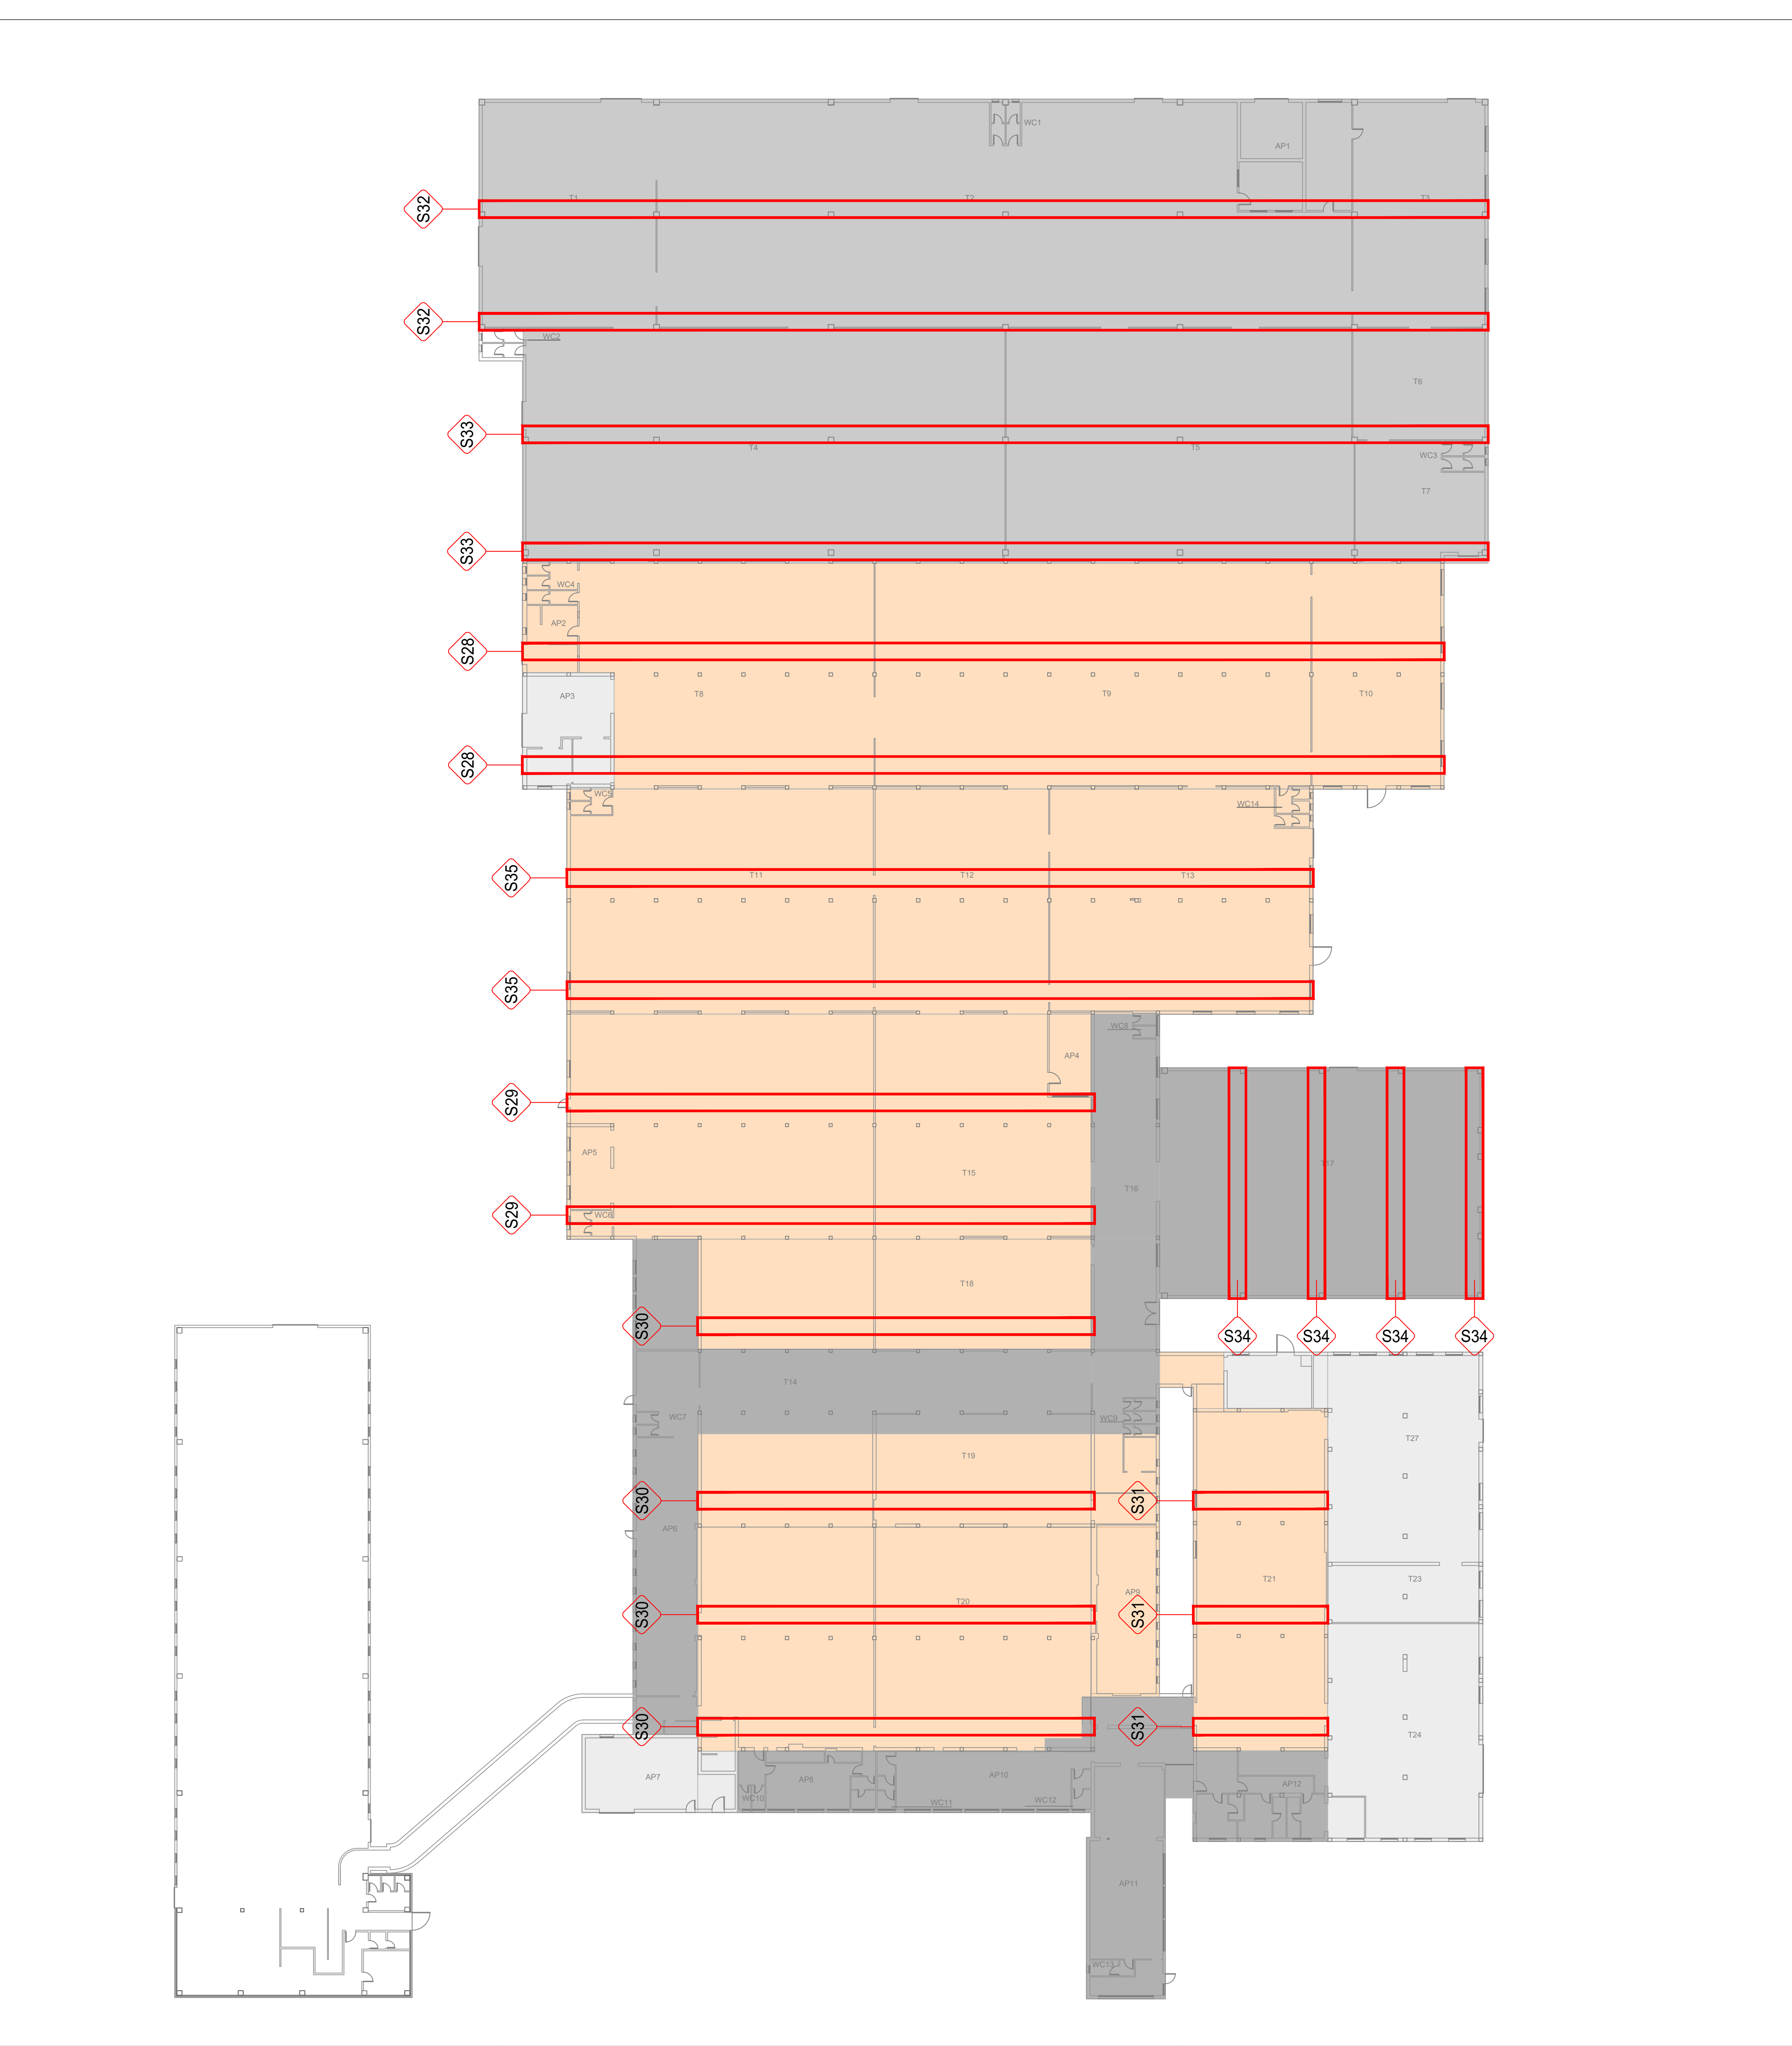 WC1
AP1
T1
T2
T3
S32
S32
WC2
T6
S33
T4
T5
WC3
T7
S33
WC4
AP2
S28
AP3
T8
T9
T10
S28
WC5
WC14
S35
T11
T12
T13
S35
WC8
AP4
S29
AP5
T15
T16
T17
S29
WC6
T18
S30
S34
S34
S34
S34
T14
WC7
WC9
T27
T19
S30
S31
AP6
T21
T23
AP9
T20
S30
S31
S30
S31
T24
AP7
AP8
AP10
AP12
WC10
WC11
WC12
AP11
WC13